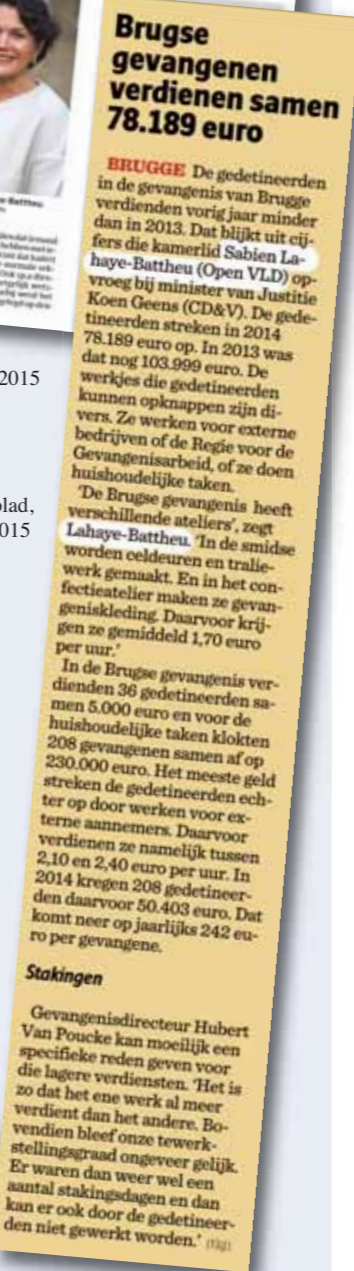 Brugse
gevangenen
verdienen samen
78.189 euro
BRUGGE De gedetineerden
in de gevangenis van Brugge
verdienden vorig jaar minder
dan in 2013. Dat blijkt uit cij-
fers die kamerlid Sabien La-
haye-Battheu (Open VLD) op-
vroeg bij minister van Justitie
Koen Geens (CD&V). De gede-
tineerden streken in 2014
78.189 euro op. In 2013 was
dat nog 103.999 euro. De
werkjes die gedetineerden
kunnen opknappen zijn di-
vers. Ze werken voor externe
bedrijven of de Regie voor de
Gevangenisarbeid, of ze doen
huishoudelijke taken.
'De Brugse gevangenis heeft
verschillende ateliers', zegt
Lahaye-Battheu. 'In de smidse
worden celdeuren en tralie-
werk gemaakt. En in het con-
fectieatelier maken ze gevan-
geniskleding. Daarvoor krij-
gen ze gemiddeld 1,70 euro
per uur.'
In de Brugse gevangenis ver-
dienden 36 gedetineerden sa-
men 5.000 euro en voor de
huishoudelijke taken klokten
208 gevangenen samen af op
230.000 euro. Het meeste geld
streken de gedetineerden ech-
ter op door werken voor ex-
terne aannemers. Daarvoor
verdienen ze namelijk tussen
2,10 en 2,40 euro per uur. In
2014 kregen 208 gedetineer-
den daarvoor 50.403 euro. Dat
komt neer op jaarlijks 242 eu-
ro per gevangene.
Stakingen
Gevangenisdirecteur Hubert
Van Poucke kan moeilijk een
specifieke reden geven voor
die lagere verdiensten. 'Het is
zo dat het ene werk al meer
verdient dan het andere. Bo-
vendien bleef onze tewerk-
stellingsgraad ongeveer gelijk.
Er waren dan weer wel een
aantal stakingsdagen en dan
kan er ook door de gedetineer-
den niet gewerkt worden.'
2015
blad,
015